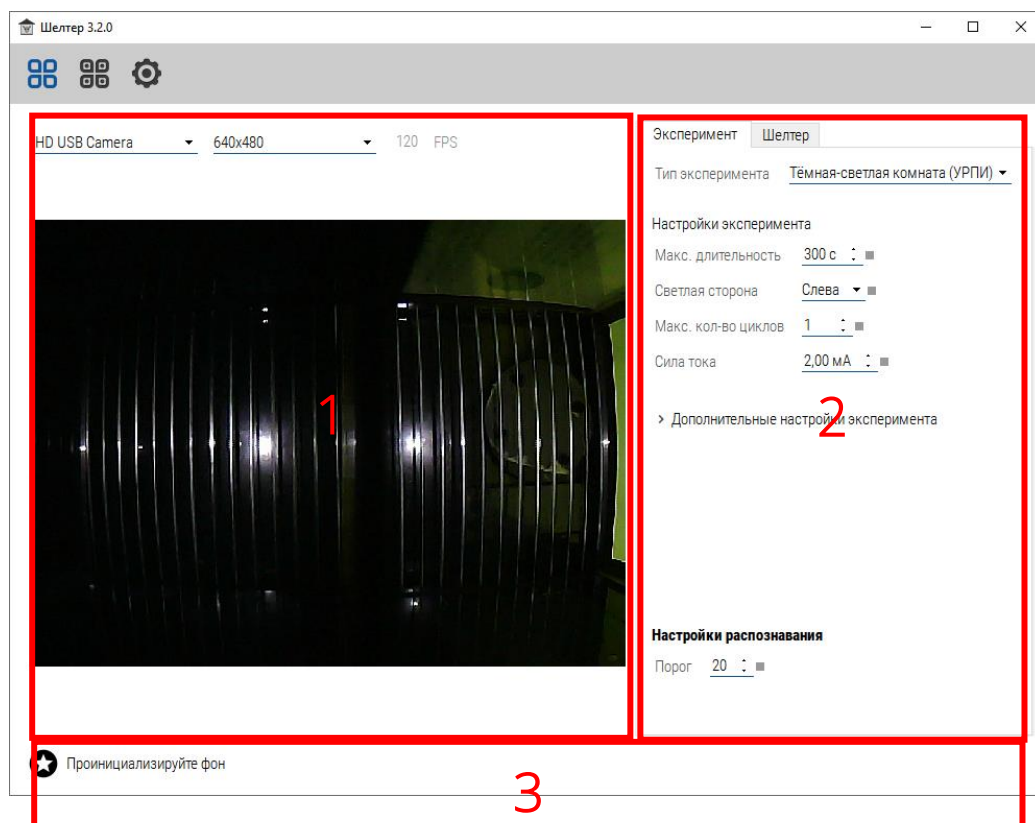 Шелтер 3.2.0
HD USB Camera 640x480 120 FPS
Эксперимент Шелтер
Тип эксперимента Тёмная-светлая комната (УРПИ)
Настройки эксперимента
Макс. длительность 300 с
Светлая сторона Слева
Макс. кол-во циклов 1
Сила тока 2,00 мА
1
2
> Дополнительные настройки эксперимента
Настройки распознавания
Порог 20
Проинициализируйте фон
3